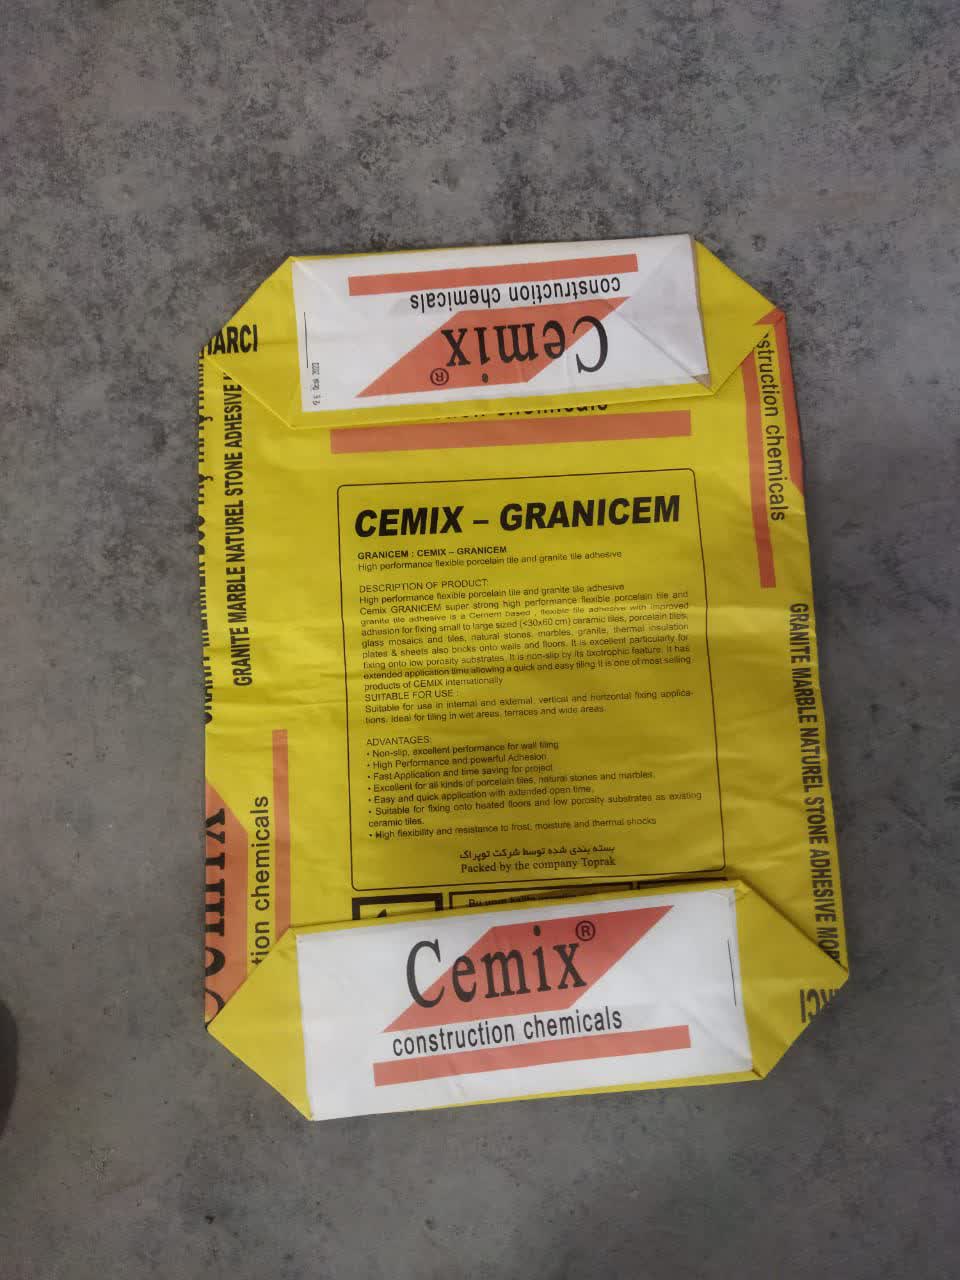 construction chemicals
Cemix®
Ocak 2023
CEMIX – GRANICEM
GRANICEM : CEMIX – GRANICEM
High performance flexible porcelain tile and granite tile adhesive
DESCRIPTION OF PRODUCT:
High performance flexible porcelain tile and granite tile adhesive
Cemix GRANICEM super strong high performance flexible porcelain tile and
granite tile adhesive is a Cement based , flexible tile adhesive with improved
adhesion for fixing small to large sized (<30x60 cm) ceramic tiles, porcelain tiles,
glass mosaics and tiles, natural stones, marbles, granite, thermal insulation
plates & sheets also bricks onto walls and floors. It is excellent particularly for
fixing onto low porosity substrates. It is non-slip by its tixotrophic feature. It has
extended application time allowing a quick and easy tiling it is one of most selling
products of CEMIX internationally
SUITABLE FOR USE :
Suitable for use in internal and external, vertical and horizontal fixing applica-
tions. Ideal for tiling in wet areas, terraces and wide areas.
ADVANTAGES:
• Non-slip, excellent performance for wall tiling
• High Performance and powerful Adhesion
• Fast Application and time saving for project
• Excellent for all kinds of porcelain tiles, natural stones and marbles.
• Easy and quick application with extended open time.
• Suitable for fixing onto heated floors and low porosity substrates as existing
ceramic tiles.
• High flexibility and resistance to frost, moisture and thermal shocks
بسته بندی شده توسط شرکت توپراگ
Packed by the company Toprak
Cemix®
construction chemicals
HARCI
GRANITE MARBLE NATUREL STONE ADHESIVE
emix
tion chemicals
struction chemicals
GRANITE MARBLE NATUREL STONE ADHESIVE MOR